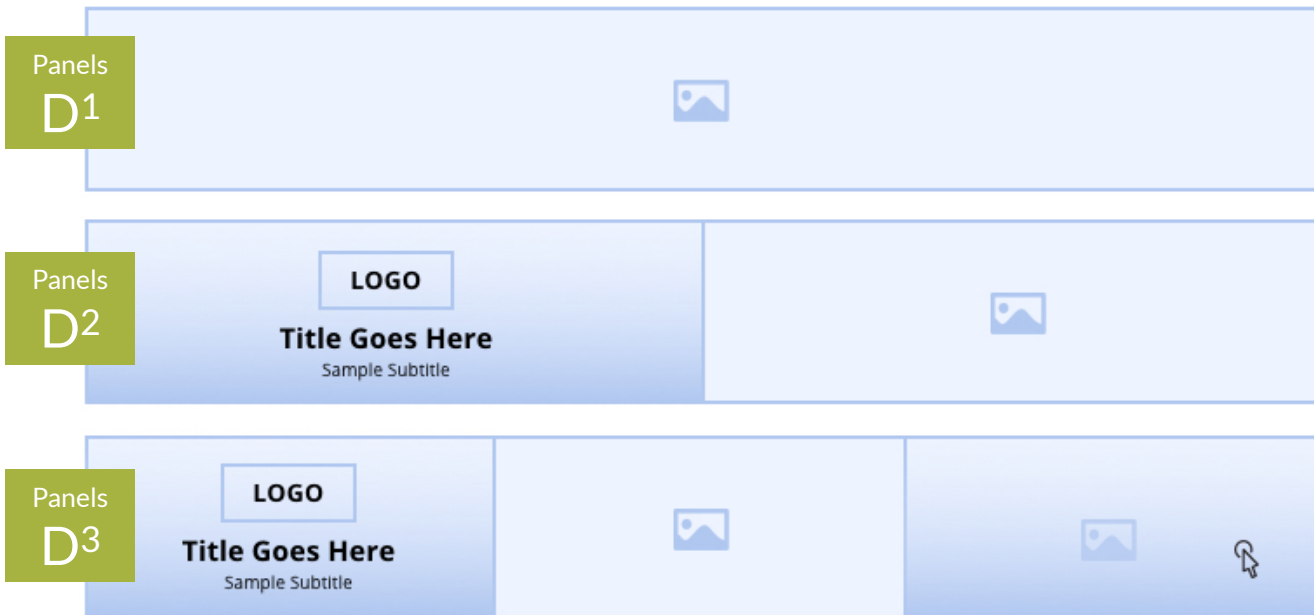 Panels
D1
Panels
D2
LOGO
Title Goes Here
Sample Subtitle
Panels
D3
LOGO
Title Goes Here
Sample Subtitle